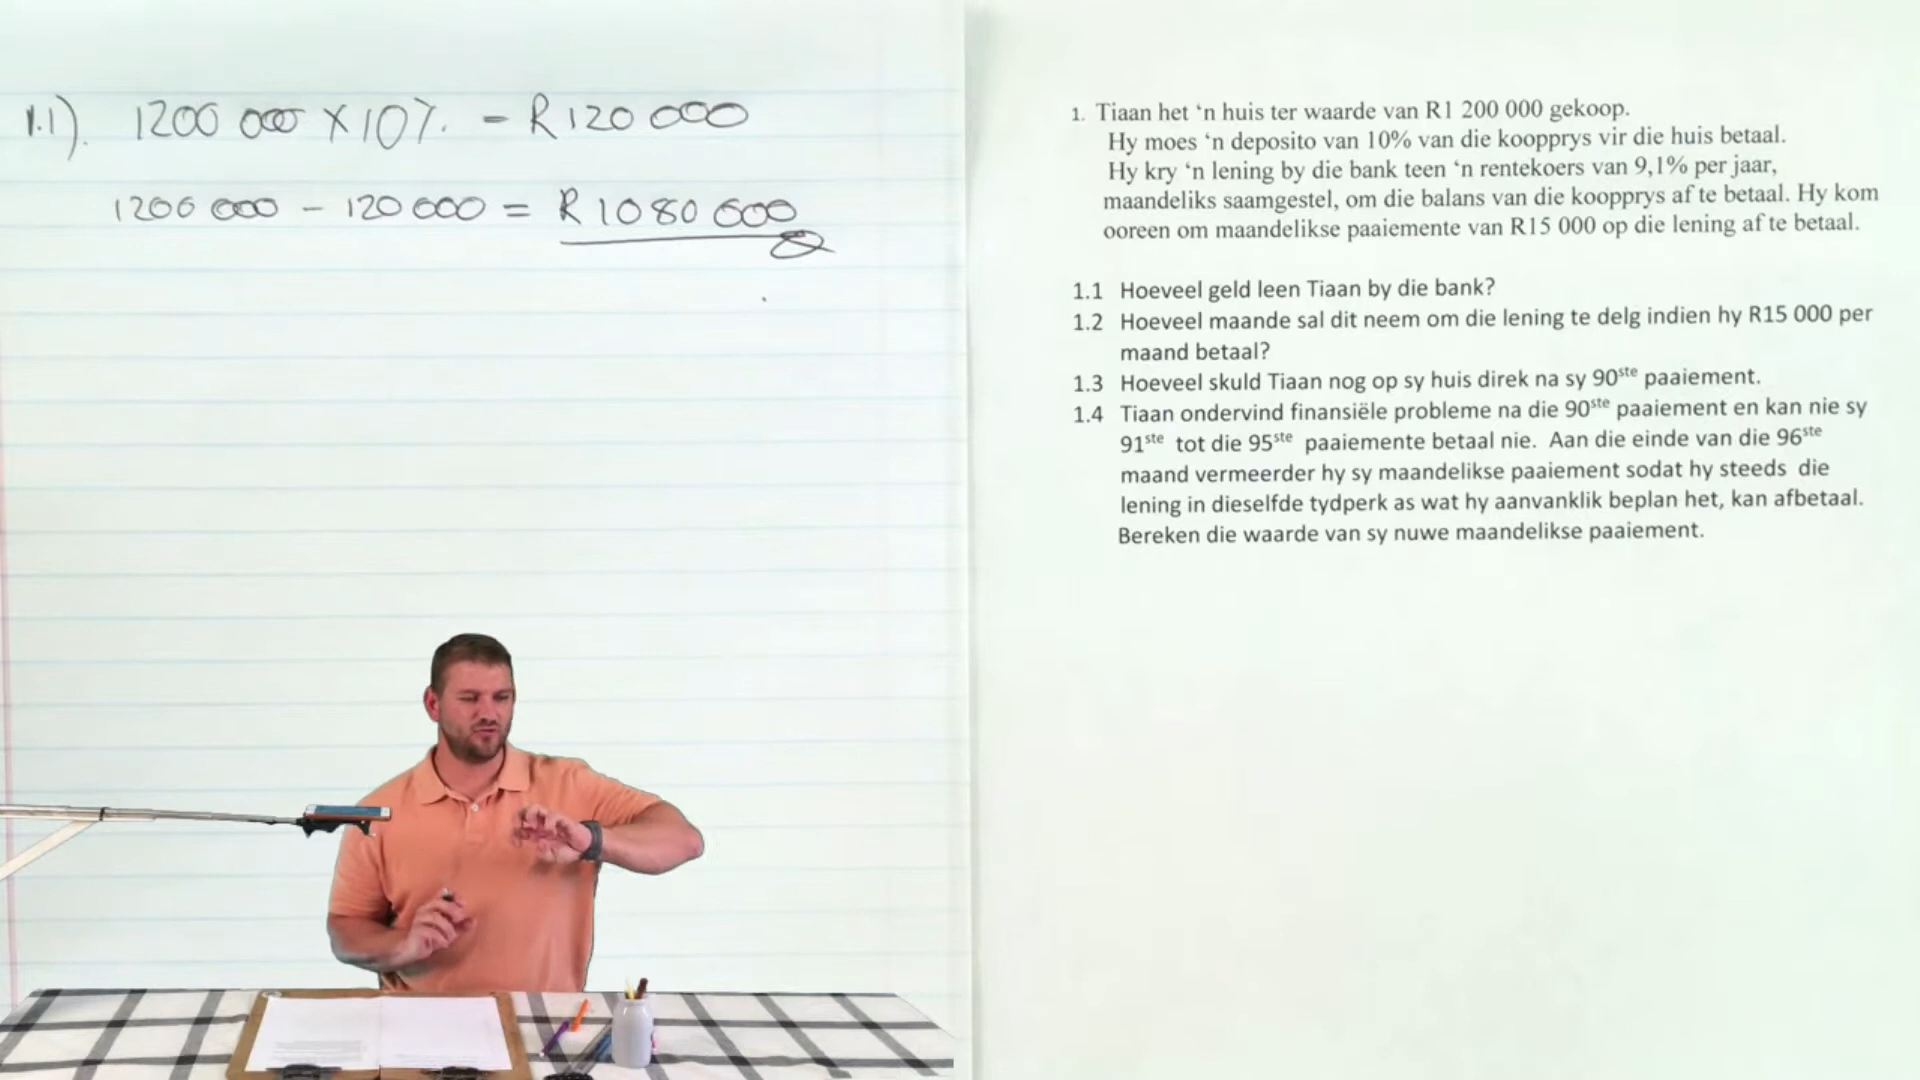 1.1). 1200 000 × 10% = R120 000
1200 000 - 120 000 = R1080 000
1. Tiaan het ‘n huis ter waarde van R1 200 000 gekoop.
Hy moes ‘n deposito van 10% van die koopprys vir die huis betaal.
Hy kry ‘n lening by die bank teen ‘n rentekoers van 9,1% per jaar,
maandeliks saamgestel, om die balans van die koopprys af te betaal. Hy kom
ooreen om maandelikse paaiemente van R15 000 op die lening af te betaal.
1.1 Hoeveel geld leen Tiaan by die bank?
1.2 Hoeveel maande sal dit neem om die lening te delg indien hy R15 000 per
maand betaal?
1.3 Hoeveel skuld Tiaan nog op sy huis direk na sy 90ste paaiement.
1.4 Tiaan ondervind finansiële probleme na die 90ste paaiement en kan nie sy
91ste tot die 95ste paaiemente betaal nie. Aan die einde van die 96ste
maand vermeerder hy sy maandelikse paaiement sodat hy steeds die
lening in dieselfde tydperk as wat hy aanvanklik beplan het, kan afbetaal.
Bereken die waarde van sy nuwe maandelikse paaiement.